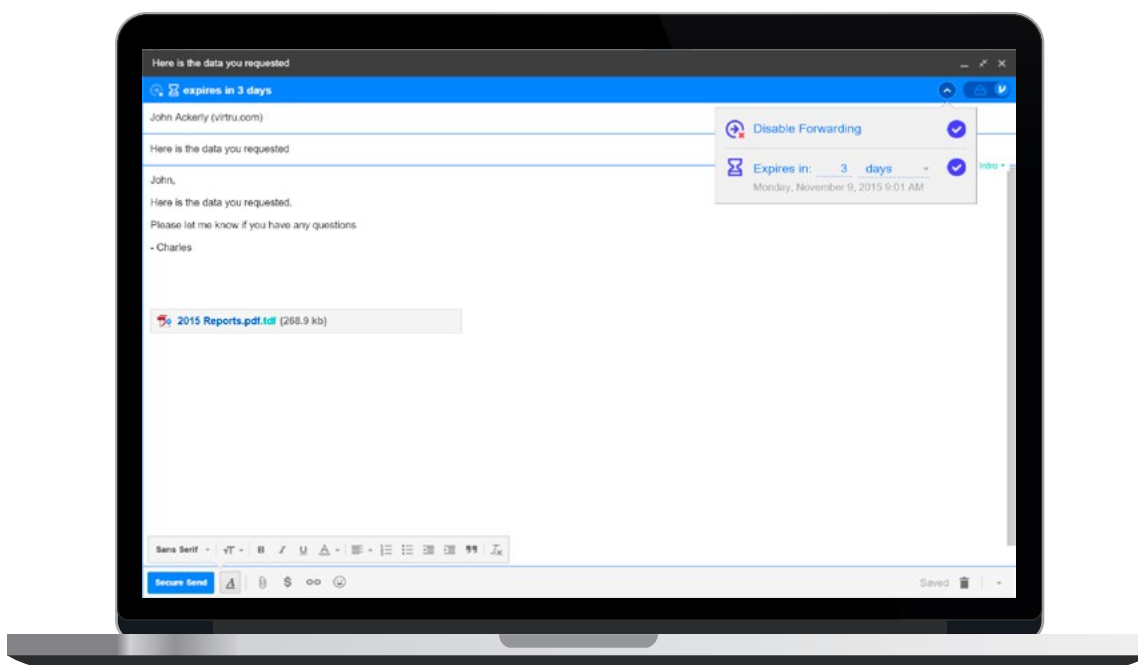 Here is the data you requested
expires in 3 days
John Ackerly (virtru.com)
Disable Forwarding
Here is the data you requested
Expires in: 3 days
Intro
Monday, November 9, 2015 9:01 AM
John,
Here is the data you requested.
Please let me know if you have any questions
- Charles
2015 Reports.pdf.tdf (268.9 kb)
Sans Serif
Secure Send
Saved